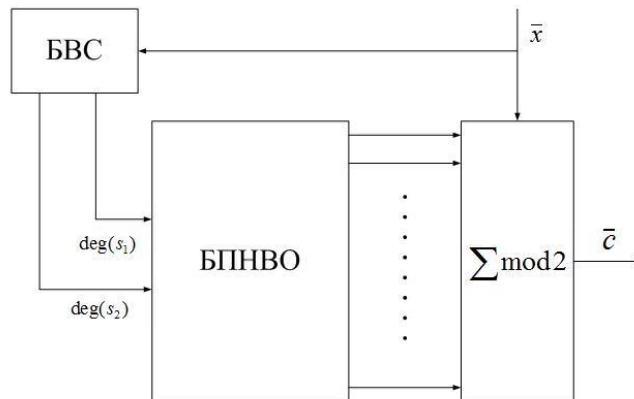 БВС
x̄
deg(s₁)
БПНВО
∑mod2
c̄
deg(s₂)